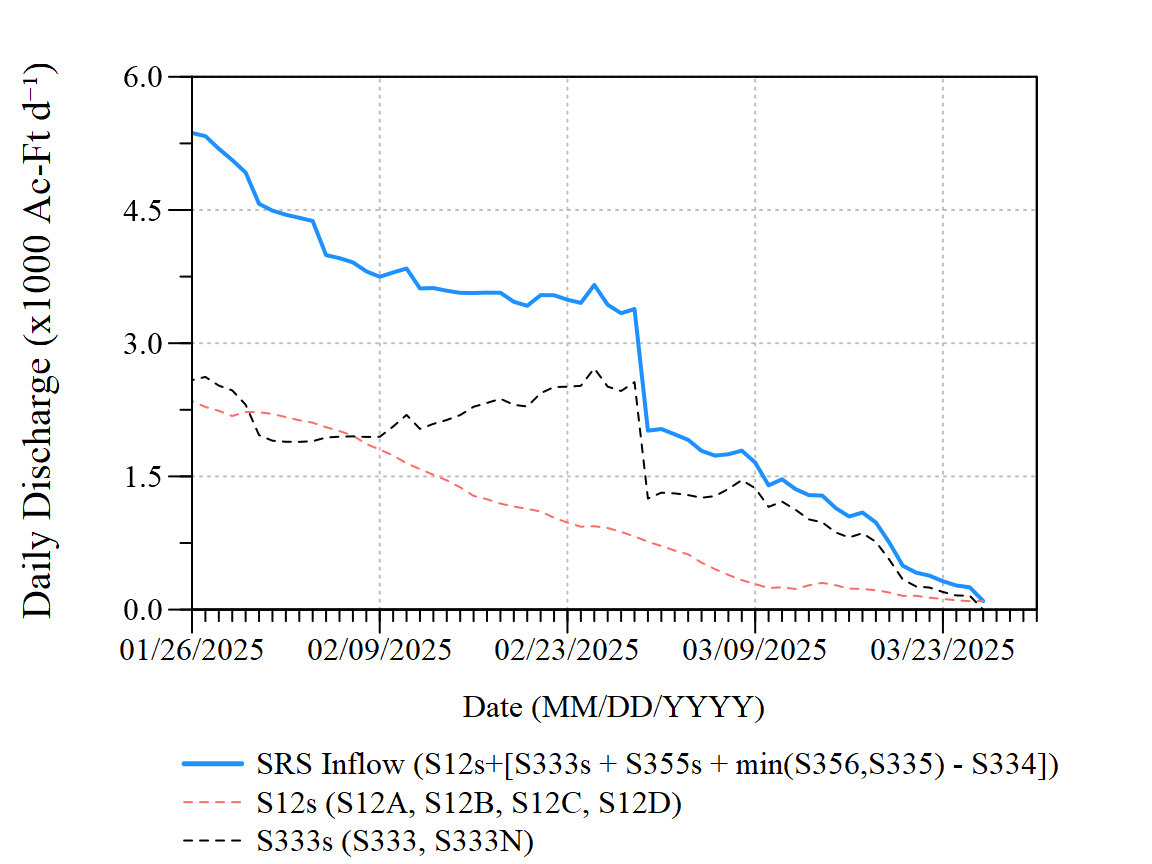 Daily Discharge (x1000 Ac-Ft d⁻¹)
6.0
4.5
3.0
1.5
0.0
01/26/2025 02/09/2025 02/23/2025 03/09/2025 03/23/2025
Date (MM/DD/YYYY)
SRS Inflow (S12s+[S333s + S355s + min(S356,S335) - S334])
S12s (S12A, S12B, S12C, S12D)
S333s (S333, S333N)